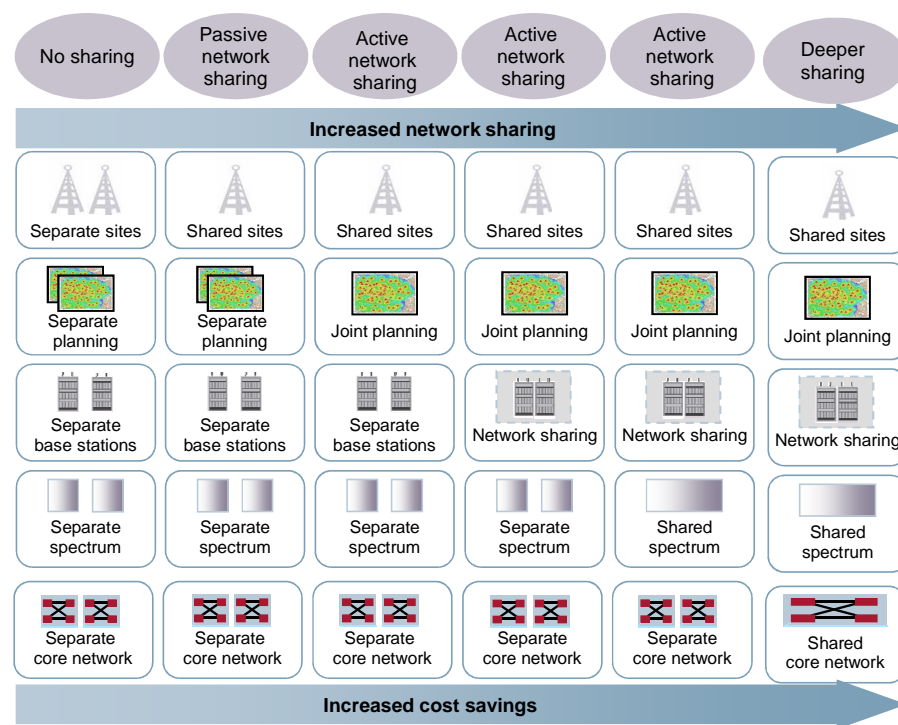 No sharing
Passive
network
sharing
Active
network
sharing
Active
network
sharing
Active
network
sharing
Deeper
sharing
Increased network sharing
Separate sites
Shared sites
Shared sites
Shared sites
Shared sites
Shared sites
Separate
planning
Separate
planning
Joint planning
Joint planning
Joint planning
Joint planning
Separate
base stations
Separate
base stations
Separate
base stations
Network sharing
Network sharing
Network sharing
Separate
spectrum
Separate
spectrum
Separate
spectrum
Separate
spectrum
Shared
spectrum
Shared
spectrum
Separate
core network
Separate
core network
Separate
core network
Separate
core network
Separate
core network
Shared
core network
Increased cost savings